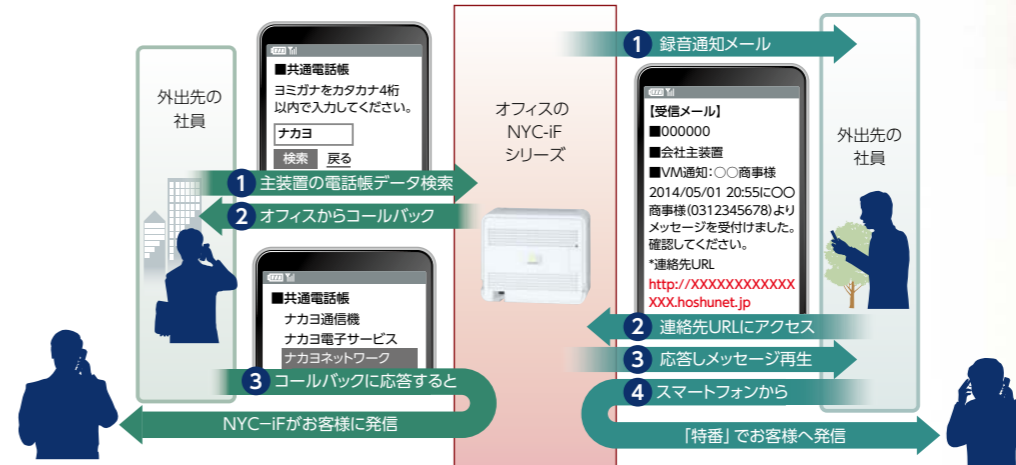 外出先の
社員
■共通電話帳
ヨミガナをカタカナ4桁
以内で入力してください。
ナカヨ
検索 戻る
1 主装置の電話帳データ検索
2 オフィスからコールバック
■共通電話帳
ナカヨ通信機
ナカヨ電子サービス
ナカヨネットワーク
3 コールバックに応答すると
NYC−iFがお客様に発信
オフィスの
NYC-iF
シリーズ
1 録音通知メール
【受信メール】
■000000
■会社主装置
■VM通知:○○商事様
2014/05/01 20:55に○○
商事様(0312345678)より
メッセージを受付けました。
確認してください。
*連絡先URL
http://XXXXXXXXXXXX
XXX.hoshunet.jp
外出先の
社員
2 連絡先URLにアクセス
3 応答しメッセージ再生
4 スマートフォンから
「特番」でお客様へ発信